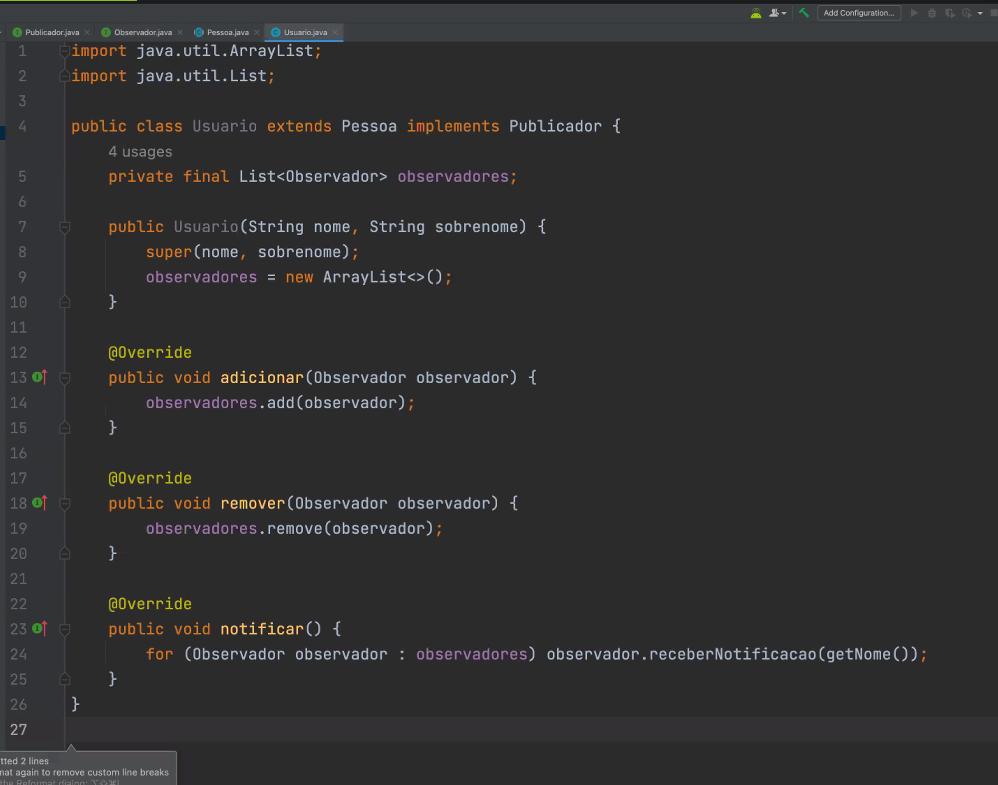 Add Configuration...
Publicador.java Observador.java Pessoa.java Usuario.java
1 import java.util.ArrayList;
2 import java.util.List;
3
4 public class Usuario extends Pessoa implements Publicador {
4 usages
5 private final List<Observador> observadores;
6
7 public Usuario(String nome, String sobrenome) {
8 super(nome, sobrenome);
9 observadores = new ArrayList<>();
10 }
11
12 @Override
13 public void adicionar(Observador observador) {
14 observadores.add(observador);
15 }
16
17 @Override
18 public void remover(Observador observador) {
19 observadores.remove(observador);
20 }
21
22 @Override
23 public void notificar() {
24 for (Observador observador : observadores) observador.receberNotificacao(getNome());
25 }
26 }
27
tted 2 lines
mat again to remove custom line breaks
the Reformat dialog: